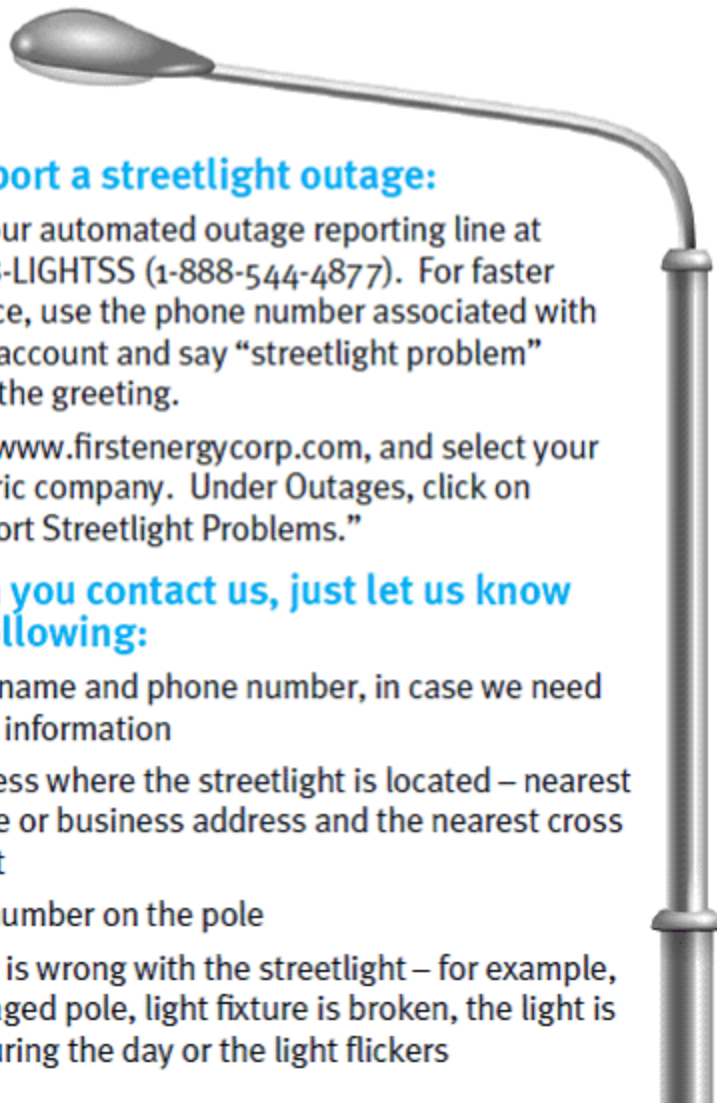 port a streetlight outage:
ur automated outage reporting line at
-LIGHTSS (1-888-544-4877). For faster
ce, use the phone number associated with
account and say “streetlight problem”
the greeting.
www.firstenergycorp.com, and select your
ric company. Under Outages, click on
ort Streetlight Problems.”
you contact us, just let us know
llowing:
name and phone number, in case we need
information
ess where the streetlight is located – nearest
e or business address and the nearest cross
t
umber on the pole
is wrong with the streetlight – for example,
aged pole, light fixture is broken, the light is
uring the day or the light flickers